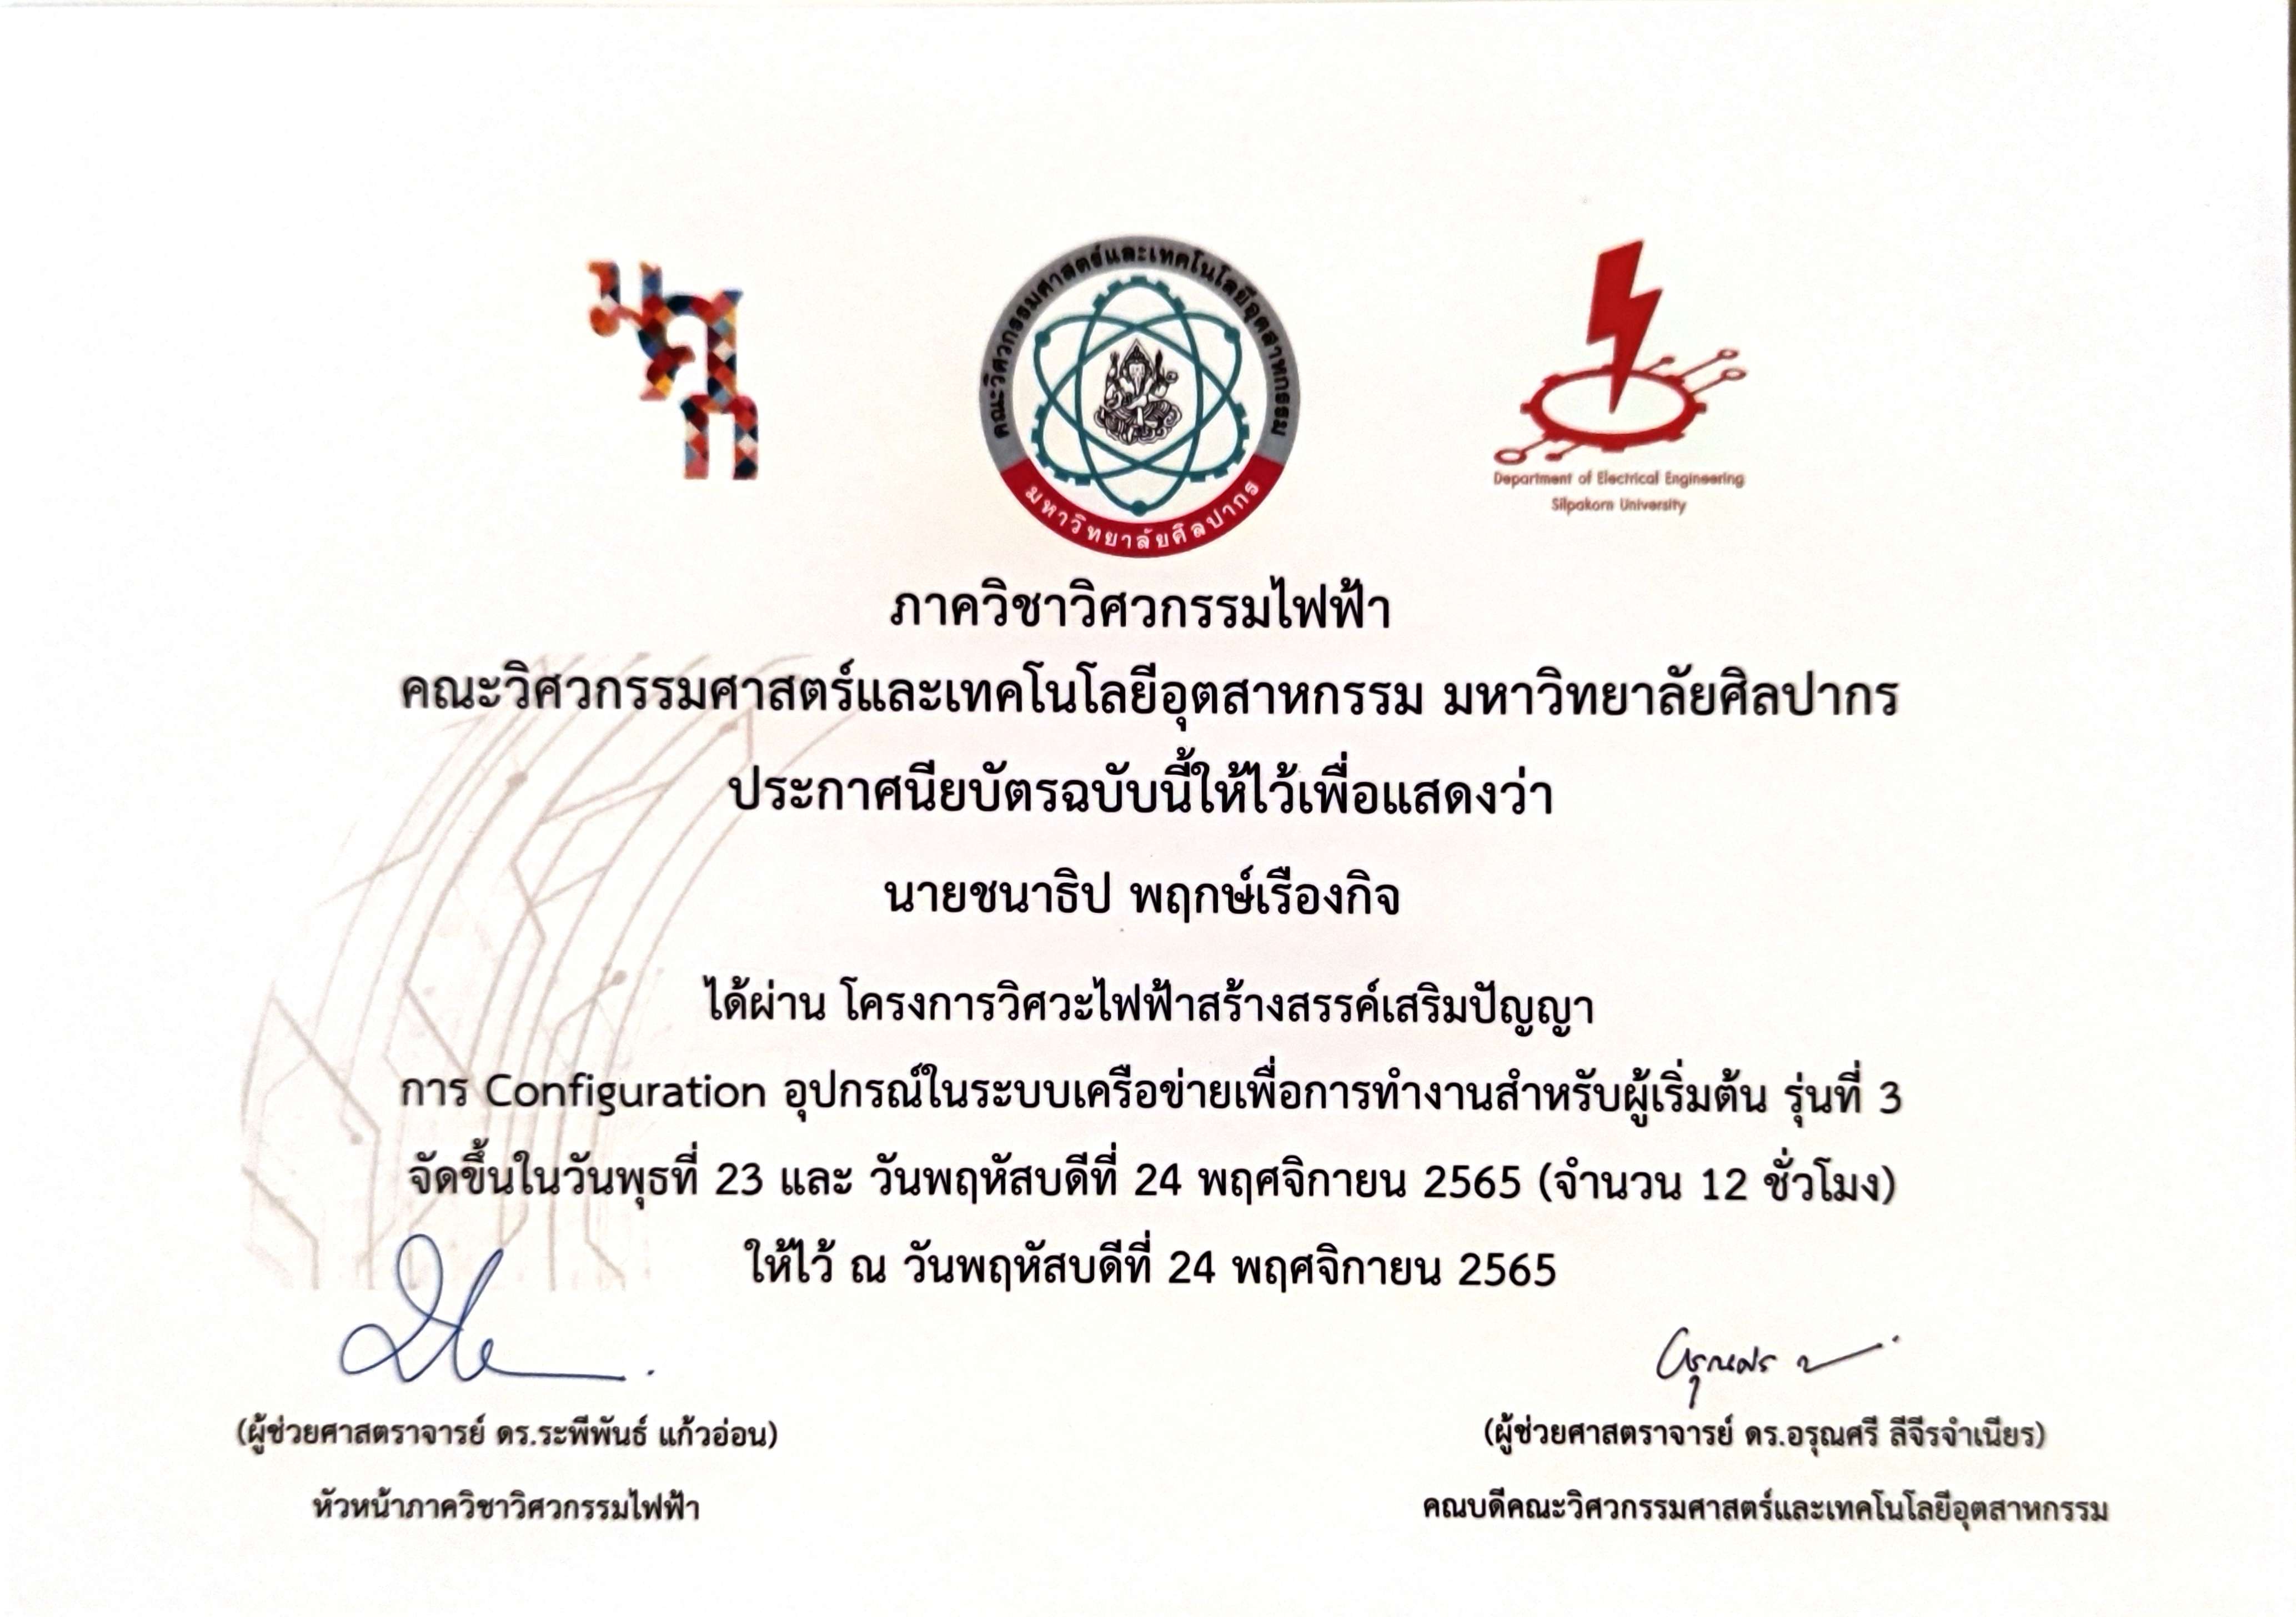 มศก
คณะวิศวกรรมศาสตร์และเทคโนโลยีอุตสาหกรรม
มหาวิทยาลัยศิลปากร
Department of Electrical Engineering
Silpakorn University
ภาควิชาวิศวกรรมไฟฟ้า
คณะวิศวกรรมศาสตร์และเทคโนโลยีอุตสาหกรรม มหาวิทยาลัยศิลปากร
ประกาศนียบัตรฉบับนี้ให้ไว้เพื่อแสดงว่า
นายชนาธิป พฤกษ์เรืองกิจ
ได้ผ่าน โครงการวิศวะไฟฟ้าสร้างสรรค์เสริมปัญญา
การ Configuration อุปกรณ์ในระบบเครือข่ายเพื่อการทำงานสำหรับผู้เริ่มต้น รุ่นที่ 3
จัดขึ้นในวันพุธที่ 23 และ วันพฤหัสบดีที่ 24 พฤศจิกายน 2565 (จำนวน 12 ชั่วโมง)
ให้ไว้ ณ วันพฤหัสบดีที่ 24 พฤศจิกายน 2565
(ผู้ช่วยศาสตราจารย์ ดร.ระพีพันธ์ แก้วอ่อน)
หัวหน้าภาควิชาวิศวกรรมไฟฟ้า
(ผู้ช่วยศาสตราจารย์ ดร.อรุณศรี ลีจีรจำเนียร)
คณบดีคณะวิศวกรรมศาสตร์และเทคโนโลยีอุตสาหกรรม